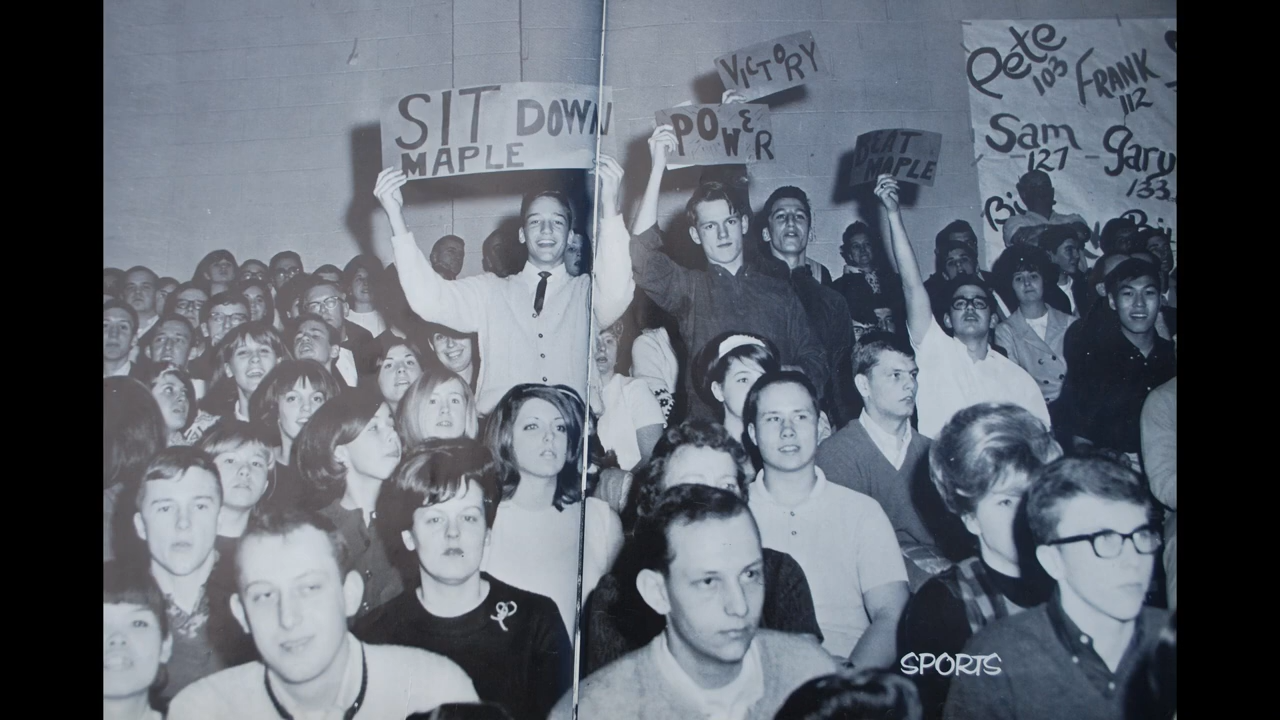 VICTORY
SIT DOWN
MAPLE
POWER
BEAT
MAPLE
Pete
103
FRANK
112
Sam
127
Gary
133
SPORTS